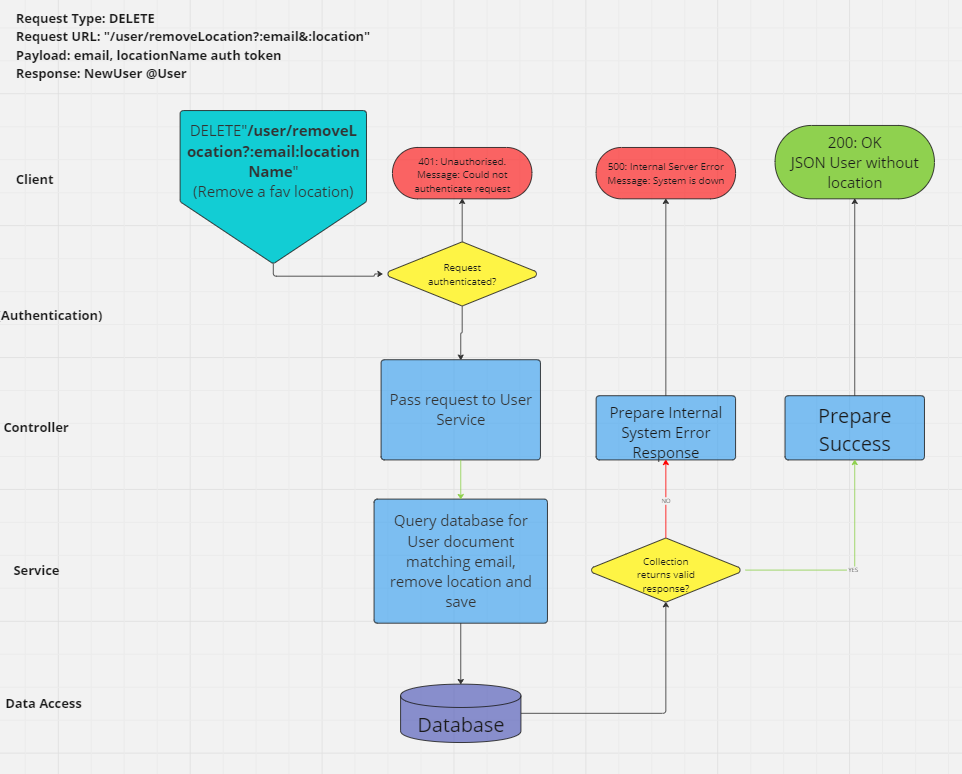 Request Type: DELETE
Request URL: "/user/removeLocation?:email&:location"
Payload: email, locationName auth token
Response: NewUser @User
Client
DELETE"/user/removeL
ocation?:email:location
Name"
(Remove a fav location)
401: Unauthorised.
Message: Could not
authenticate request
500: Internal Server Error
Message: System is down
200: OK
JSON User without
location
Request
authenticated?
Authentication)
Controller
Pass request to User
Service
Prepare Internal
System Error
Response
Prepare
Success
NO
Service
Query database for
User document
matching email,
remove location and
save
Collection
returns valid
response?
YES
Data Access
Database